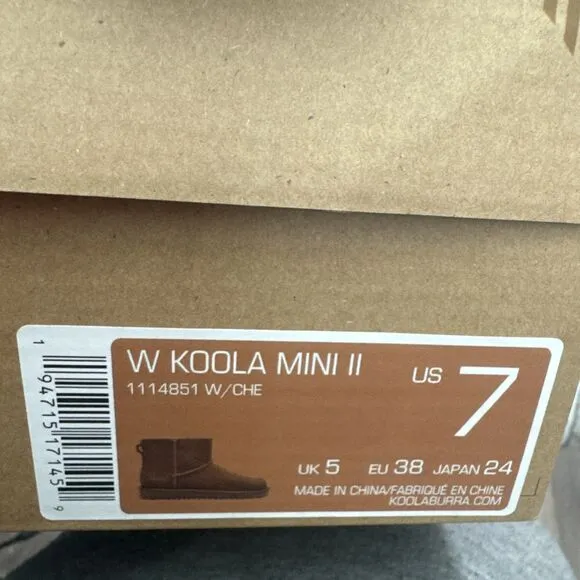 W KOOLA MINI II
1114851 W/CHE
US 7
UK 5 EU 38 JAPAN 24
MADE IN CHINA/FABRIQUÉ EN CHINE
KOOLABURRA.COM
1 94715 17145 9